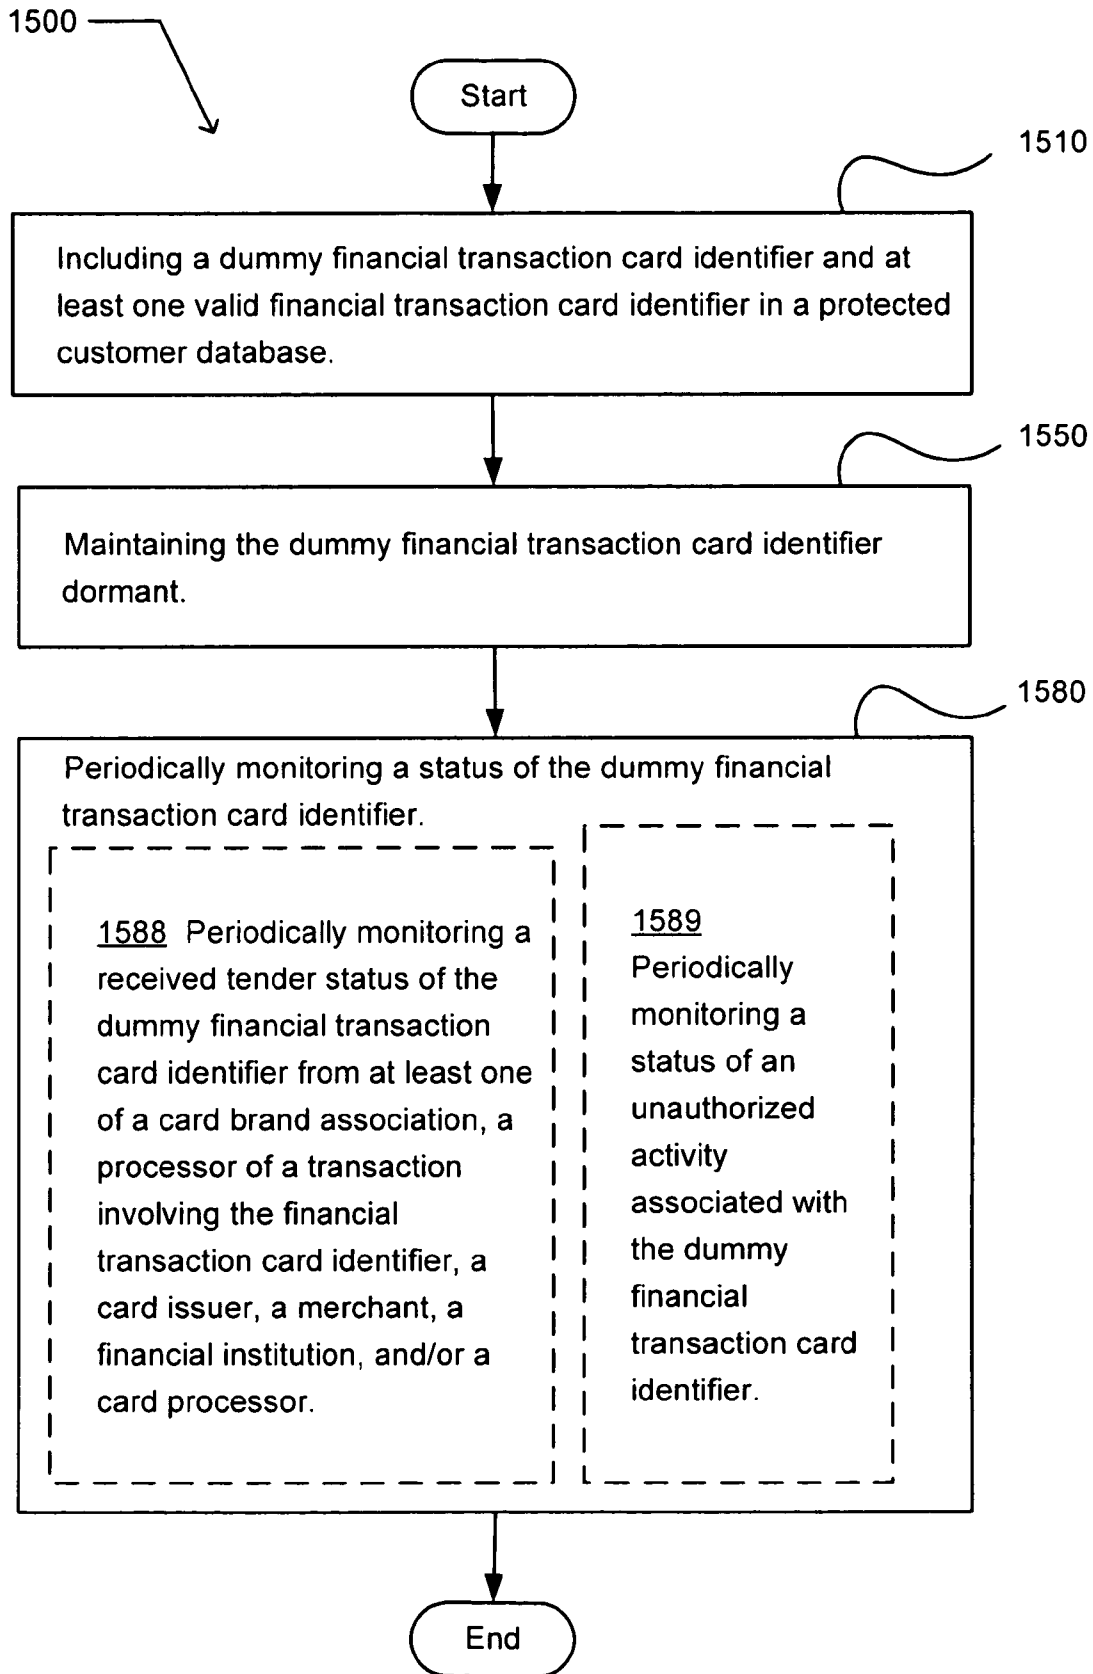 1500
Start
1510
Including a dummy financial transaction card identifier and at
least one valid financial transaction card identifier in a protected
customer database.
1550
Maintaining the dummy financial transaction card identifier
dormant.
1580
Periodically monitoring a status of the dummy financial
transaction card identifier.
1588 Periodically monitoring a
received tender status of the
dummy financial transaction
card identifier from at least one
of a card brand association, a
processor of a transaction
involving the financial
transaction card identifier, a
card issuer, a merchant, a
financial institution, and/or a
card processor.
1589
Periodically
monitoring a
status of an
unauthorized
activity
associated with
the dummy
financial
transaction card
identifier.
End